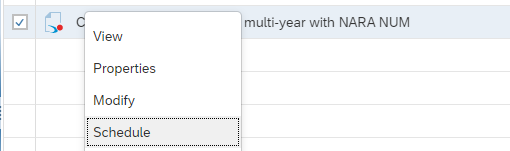 multi-year with NARA NUM
View
Properties
Modify
Schedule